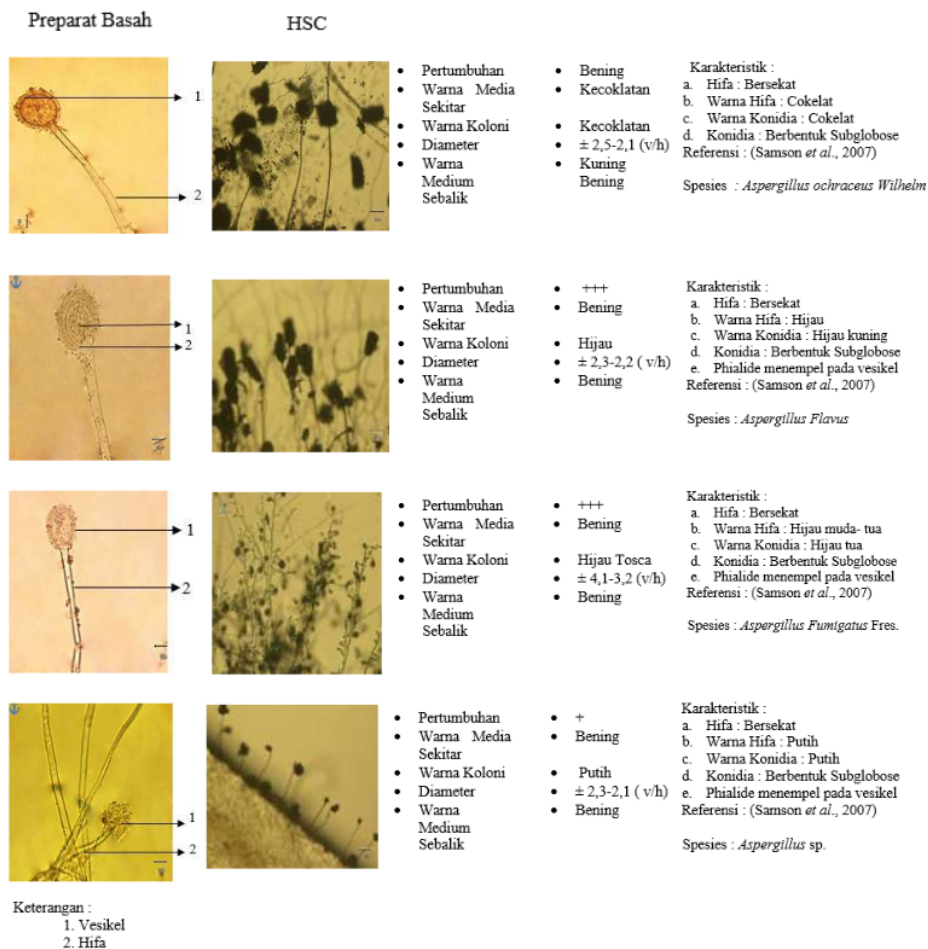 Preparat Basah
HSC
1
2
• Pertumbuhan • Bening
• Warna Media Sekitar • Kecoklatan
• Warna Koloni • Kecoklatan
• Diameter • ± 2,5-2,1 (v/h)
• Warna Medium Sebalik • Kuning Bening
Karakteristik :
a. Hifa : Bersekat
b. Warna Hifa : Cokelat
c. Warna Konidia : Cokelat
d. Konidia : Berbentuk Subglobose
Referensi : (Samson et al., 2007)
Spesies : Aspergillus ochraceus Wilhelm
1
2
• Pertumbuhan • +++
• Warna Media Sekitar • Bening
• Warna Koloni • Hijau
• Diameter • ± 2,3-2,2 ( v/h)
• Warna Medium Sebalik • Bening
Karakteristik :
a. Hifa : Bersekat
b. Warna Hifa : Hijau
c. Warna Konidia : Hijau kuning
d. Konidia : Berbentuk Subglobose
e. Phialide menempel pada vesikel
Referensi : (Samson et al., 2007)
Spesies : Aspergillus Flavus
1
2
• Pertumbuhan • +++
• Warna Media Sekitar • Bening
• Warna Koloni • Hijau Tosca
• Diameter • ± 4,1-3,2 (v/h)
• Warna Medium Sebalik • Bening
Karakteristik :
a. Hifa : Bersekat
b. Warna Hifa : Hijau muda- tua
c. Warna Konidia : Hijau tua
d. Konidia : Berbentuk Subglobose
e. Phialide menempel pada vesikel
Referensi : (Samson et al., 2007)
Spesies : Aspergillus Fumigatus Fres.
1
2
• Pertumbuhan • +
• Warna Media Sekitar • Bening
• Warna Koloni • Putih
• Diameter • ± 2,3-2,1 ( v/h)
• Warna Medium Sebalik • Bening
Karakteristik :
a. Hifa : Bersekat
b. Warna Hifa : Putih
c. Warna Konidia : Putih
d. Konidia : Berbentuk Subglobose
e. Phialide menempel pada vesikel
Referensi : (Samson et al., 2007)
Spesies : Aspergillus sp.
Keterangan :
1. Vesikel
2. Hifa